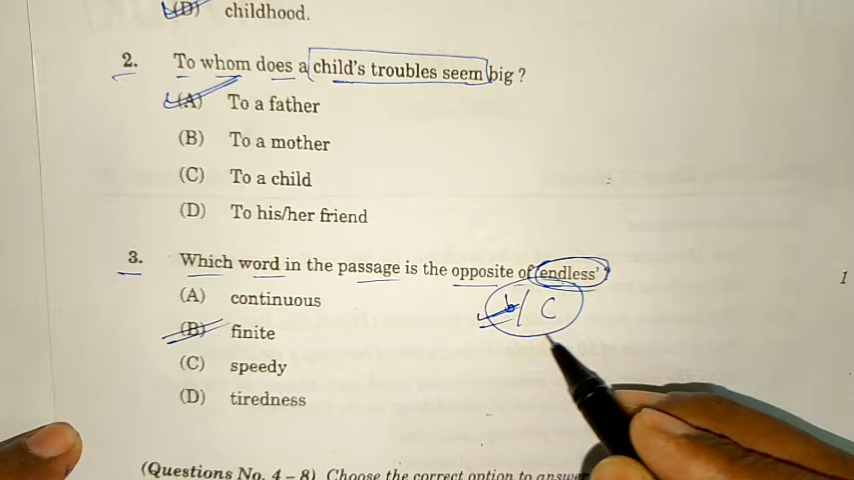 (D) childhood.
2. To whom does a child's troubles seem big ?
(A) To a father
(B) To a mother
(C) To a child
(D) To his/her friend
3. Which word in the passage is the opposite of 'endless' ?
1
(A) continuous
b/ C
(B) finite
(C) speedy
(D) tiredness
(Questions No. 4 – 8) Choose the correct option to answer